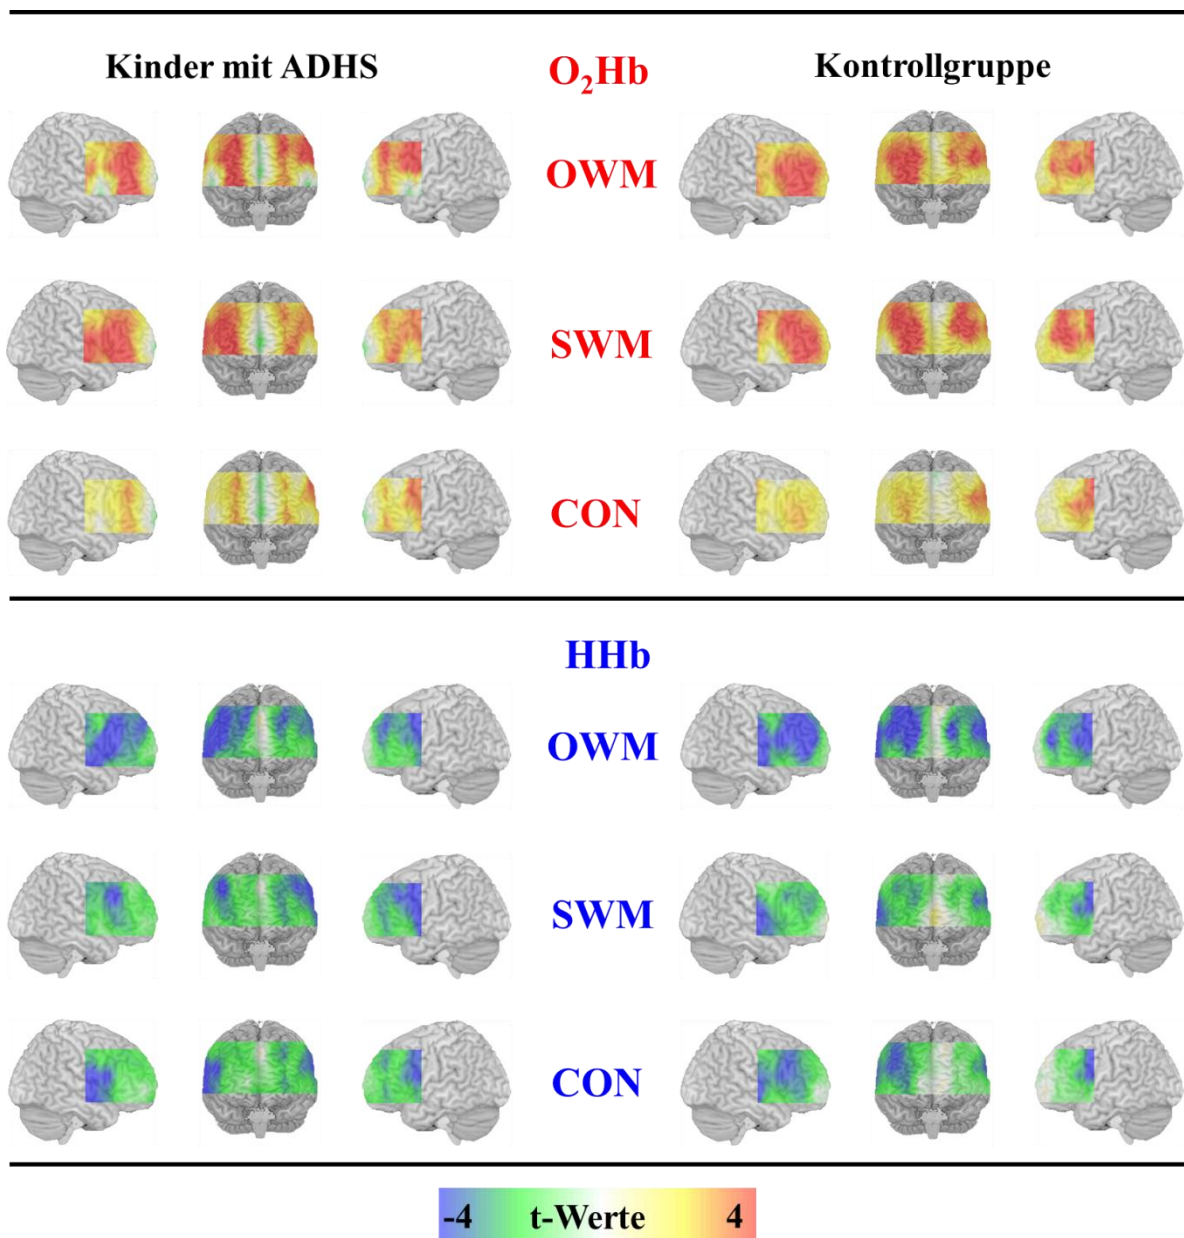 Kinder mit ADHS
O₂Hb
Kontrollgruppe
OWM
SWM
CON
HHb
OWM
SWM
CON
-4 t-Werte 4